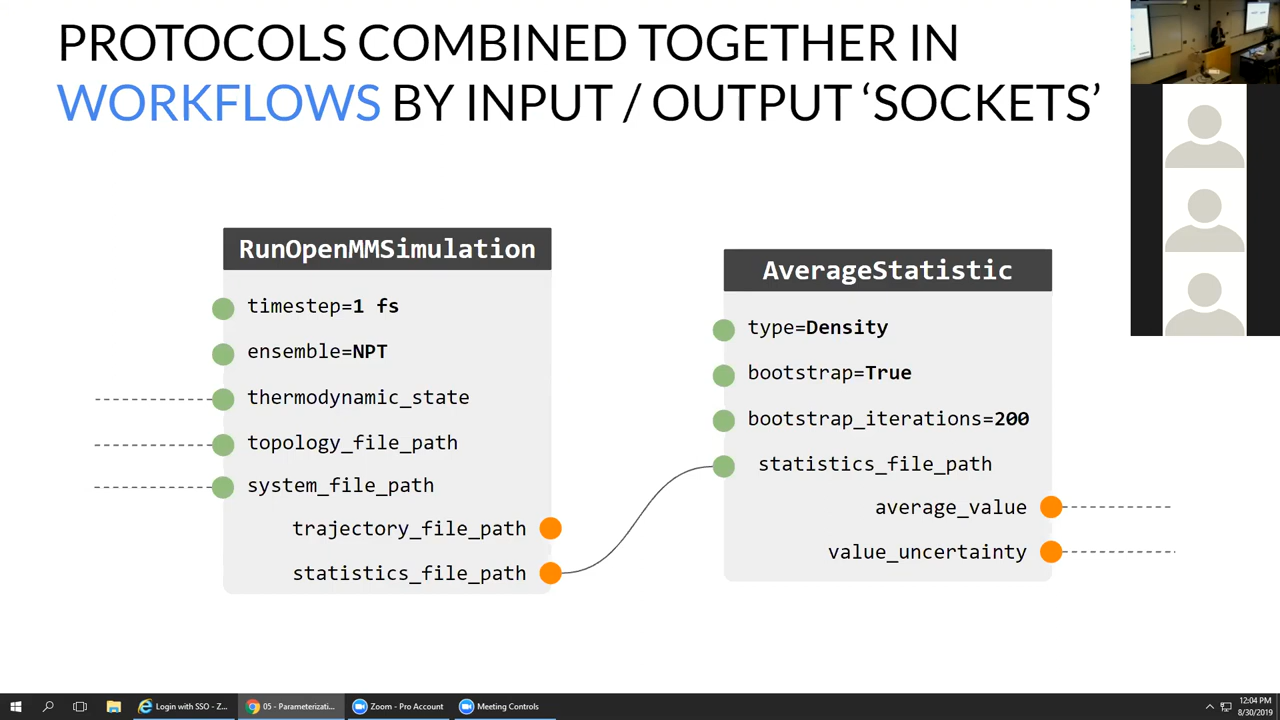 PROTOCOLS COMBINED TOGETHER IN
WORKFLOWS BY INPUT / OUTPUT ‘SOCKETS’
RunOpenMMSimulation
timestep=1 fs
ensemble=NPT
thermodynamic_state
topology_file_path
system_file_path
trajectory_file_path
statistics_file_path
AverageStatistic
type=Density
bootstrap=True
bootstrap_iterations=200
statistics_file_path
average_value
value_uncertainty
Login with SSO - Z...
05 - Parameterizati...
Zoom - Pro Account
Meeting Controls
12:04 PM
8/30/2019